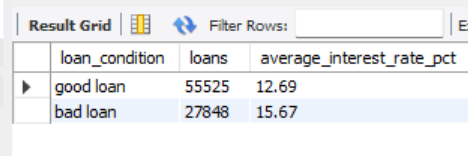 Result Grid Filter Rows: E
loan_condition loans average_interest_rate_pct
good loan 55525 12.69
bad loan 27848 15.67